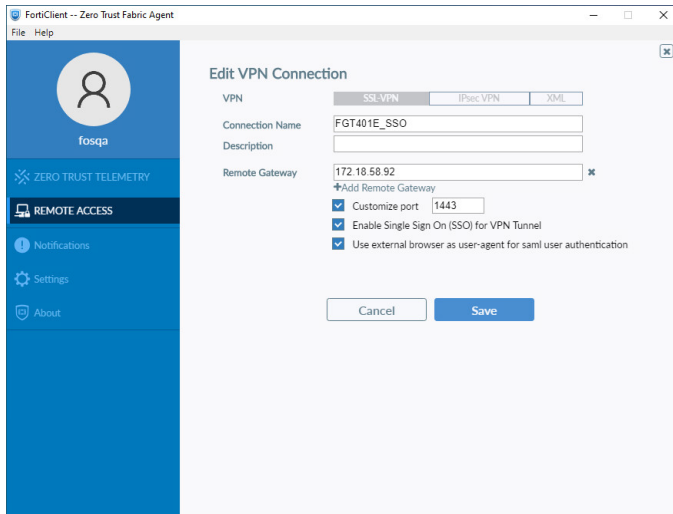 FortiClient -- Zero Trust Fabric Agent
File Help
fosqa
ZERO TRUST TELEMETRY
REMOTE ACCESS
Notifications
Settings
About
Edit VPN Connection
VPN SSL-VPN IPsec VPN XML
Connection Name FGT401E_SSO
Description
Remote Gateway 172.18.58.92
+Add Remote Gateway
Customize port 1443
Enable Single Sign On (SSO) for VPN Tunnel
Use external browser as user-agent for saml user authentication
Cancel Save